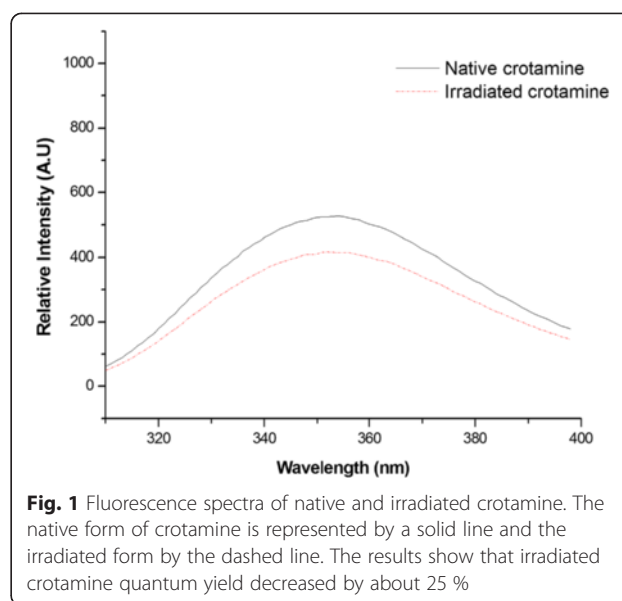 1000
800
600
400
200
0
Relative Intensity (A.U)
Native crotamine
Irradiated crotamine
320 340 360 380 400
Wavelength (nm)
Fig. 1 Fluorescence spectra of native and irradiated crotamine. The
native form of crotamine is represented by a solid line and the
irradiated form by the dashed line. The results show that irradiated
crotamine quantum yield decreased by about 25 %